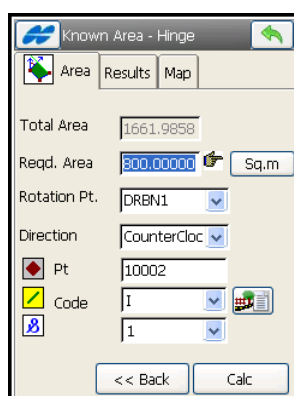 Known Area - Hinge
Area Results Map
Total Area 1661.9858
Reqd. Area 800.00000 Sq.m
Rotation Pt. DRBN1
Direction CounterCloc
Pt 10002
Code I
1
<< Back Calc